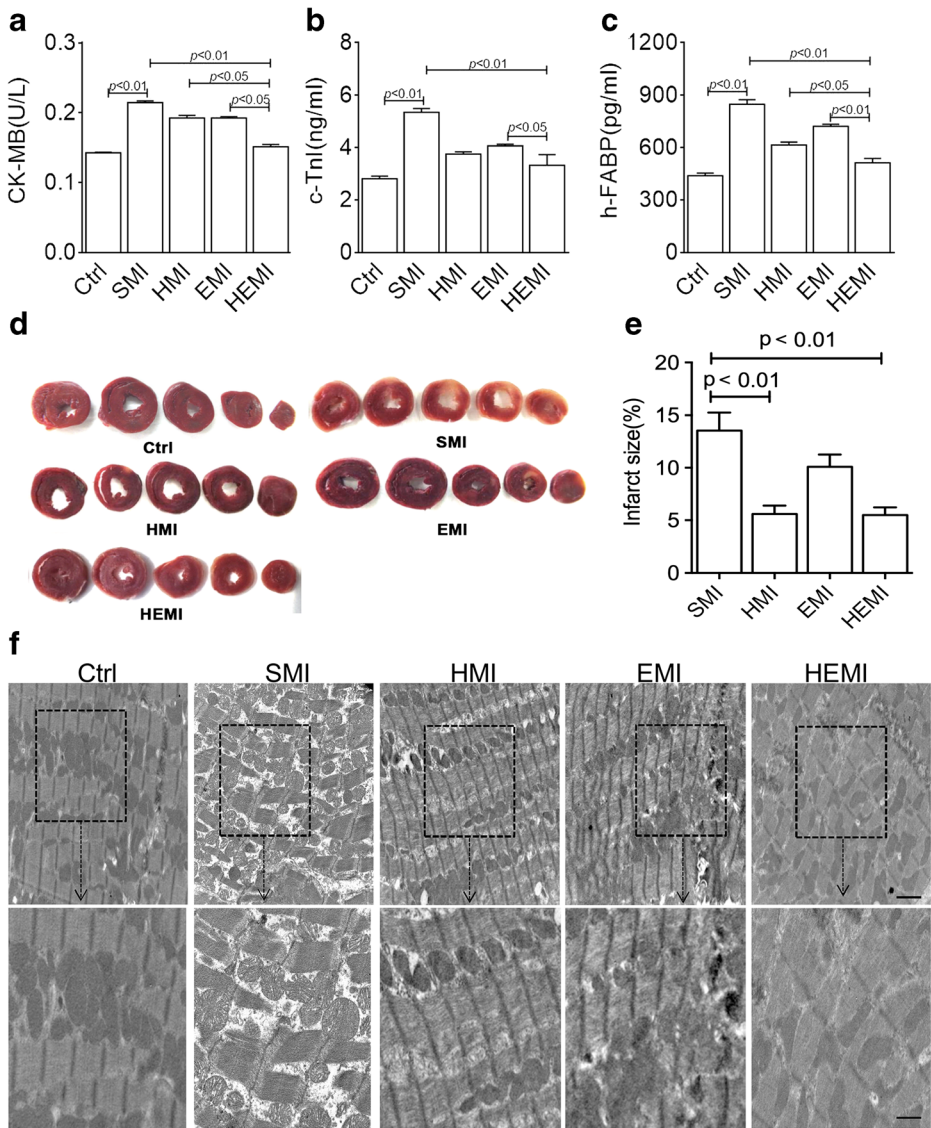 a
CK-MB(U/L)
0.3
0.2
0.1
0.0
p<0.01
p<0.01
p<0.05
p<0.05
Ctrl
SMI
HMI
EMI
HEMI
b
c-TnI(ng/ml)
8
6
4
2
0
p<0.01
p<0.01
p<0.05
Ctrl
SMI
HMI
EMI
HEMI
c
h-FABP(pg/ml)
1200
900
600
300
0
p<0.01
p<0.01
p<0.05
p<0.01
Ctrl
SMI
HMI
EMI
HEMI
d
Ctrl
SMI
HMI
EMI
HEMI
e
Infarct size(%)
20
15
10
5
0
p < 0.01
p < 0.01
SMI
HMI
EMI
HEMI
f
Ctrl
SMI
HMI
EMI
HEMI